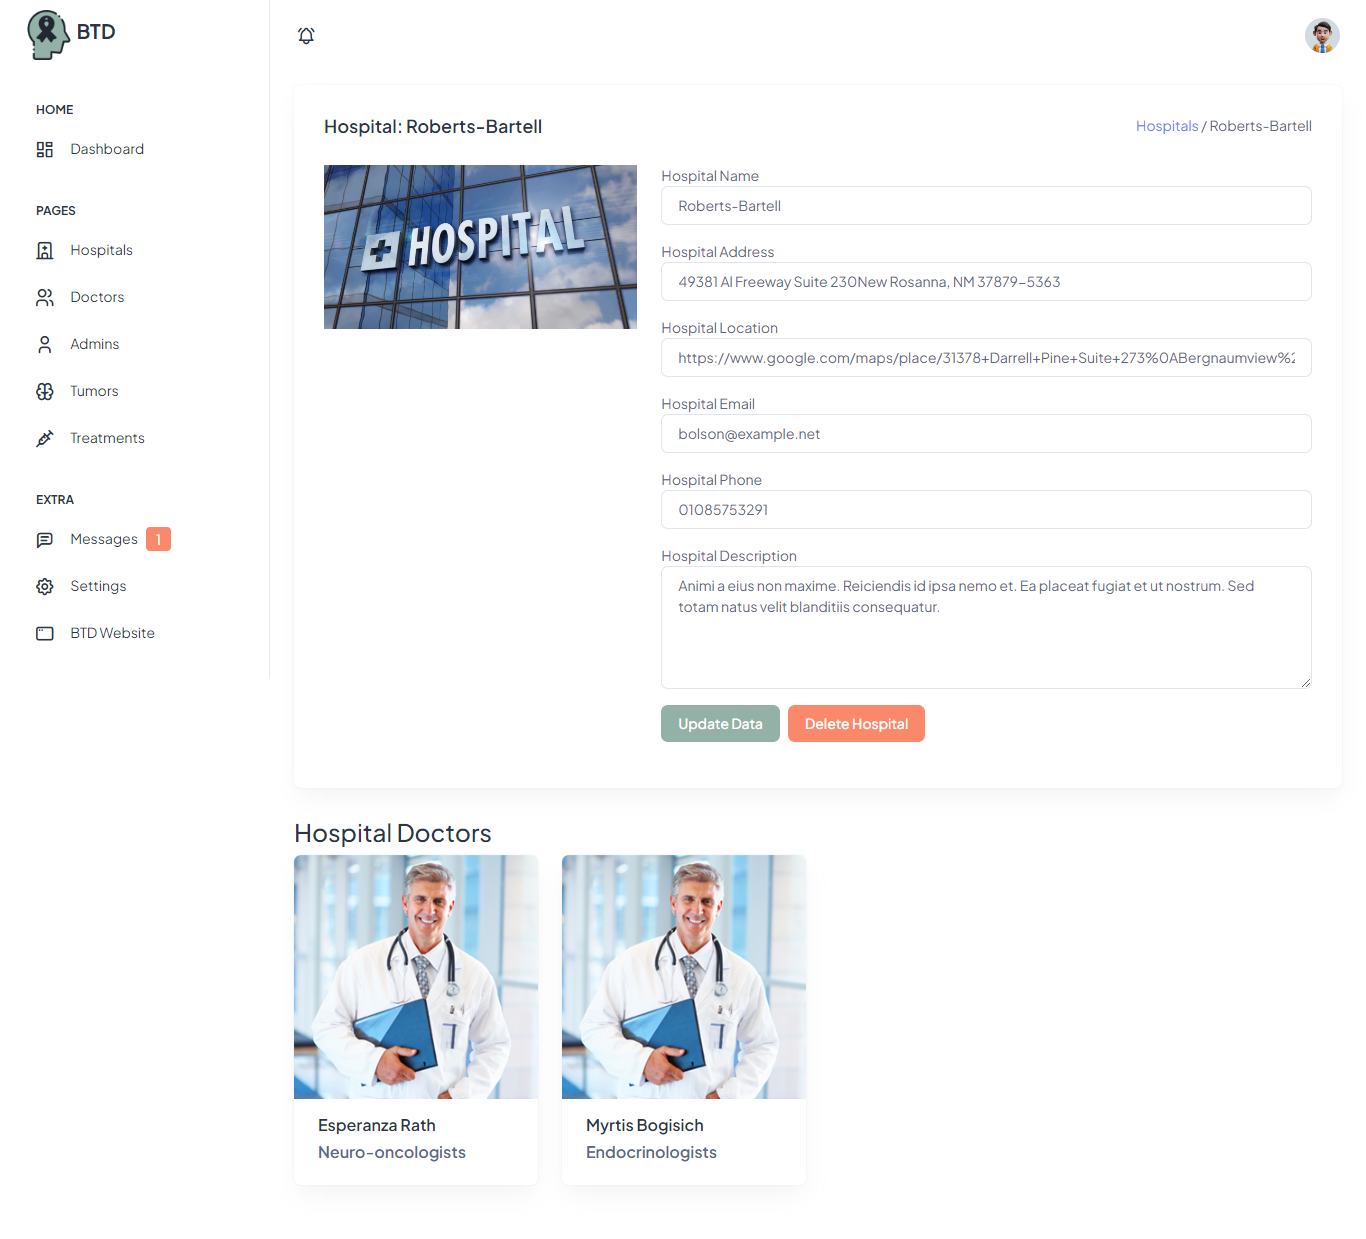 BTD
HOME
Dashboard
PAGES
Hospitals
Doctors
Admins
Tumors
Treatments
EXTRA
Messages 1
Settings
BTD Website
Hospital: Roberts-Bartell
Hospitals / Roberts-Bartell
HOSPITAL
Hospital Name
Roberts-Bartell
Hospital Address
49381 Al Freeway Suite 230New Rosanna, NM 37879-5363
Hospital Location
https://www.google.com/maps/place/31378+Darrell+Pine+Suite+273%0ABergnaumview%2
Hospital Email
bolson@example.net
Hospital Phone
01085753291
Hospital Description
Animi a eius non maxime. Reiciendis id ipsa nemo et. Ea placeat fugiat et ut nostrum. Sed
totam natus velit blanditiis consequatur.
Update Data
Delete Hospital
Hospital Doctors
Esperanza Rath
Neuro-oncologists
Myrtis Bogisich
Endocrinologists